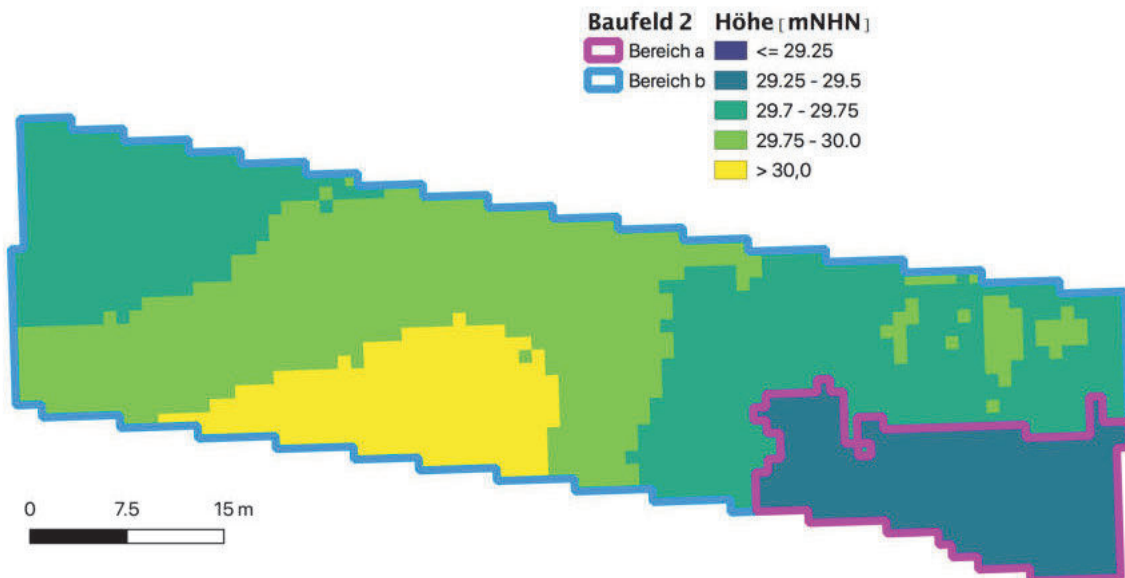 Baufeld 2
Bereich a
Bereich b
Höhe [mNHN]
<= 29.25
29.25 - 29.5
29.7 - 29.75
29.75 - 30.0
> 30,0
0 7.5 15 m